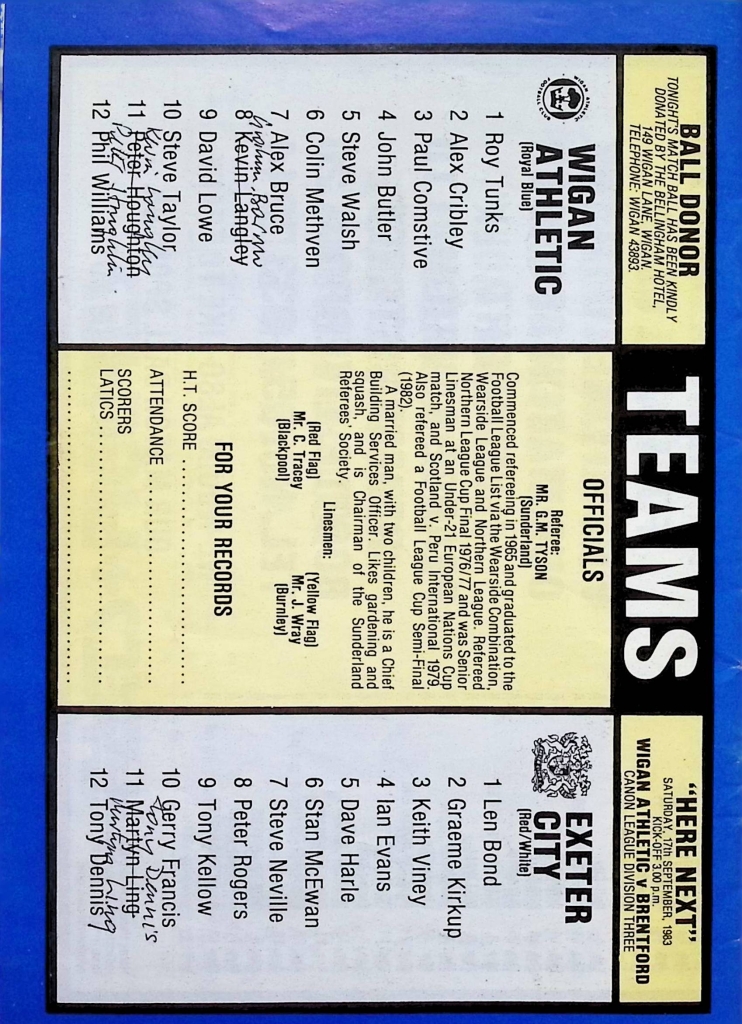 BALL DONOR
TONIGHT'S MATCH BALL HAS BEEN KINDLY
DONATED BY THE BELLINGHAM HOTEL,
149 WIGAN LANE, WIGAN.
TELEPHONE: WIGAN 43893.
TEAMS
"HERE NEXT"
SATURDAY, 17th SEPTEMBER, 1983
KICK-OFF 3.00 p.m.
WIGAN ATHLETIC v BRENTFORD
CANON LEAGUE DIVISION THREE
WIGAN ATHLETIC
FOOTBALL CLUB
WIGAN
ATHLETIC
(Royal Blue)
1 Roy Tunks
2 Alex Cribley
3 Paul Comstive
4 John Butler
5 Steve Walsh
6 Colin Methven
7 Alex Bruce
Graham Barrow
8 Kevin Langley
9 David Lowe
10 Steve Taylor
Kevin Langley
11 Peter Houghton
Peter Houghton.
12 Phil Williams
OFFICIALS
Referee:
MR. G.M. TYSON
(Sunderland)
Commenced refereeing in 1965 and graduated to the
Football League List via the Wearside Combination,
Wearside League and Northern League. Refereed
Northern League Cup Final 1976/77 and was Senior
Linesman at an Under-21 European Nations Cup
match, and Scotland v. Peru International 1979.
Also refereed a Football League Cup Semi-Final
(1982).
A married man, with two children, he is a Chief
Building Services Officer. Likes gardening and
squash, and is Chairman of the Sunderland
Referees' Society.
Linesmen:
(Red Flag)
Mr. C. Tracey
(Blackpool)
(Yellow Flag)
Mr. J. Wray
(Burnley)
FOR YOUR RECORDS
H.T. SCORE
ATTENDANCE
SCORERS
LATICS
EXETER
CITY
(Red/White)
1 Len Bond
2 Graeme Kirkup
3 Keith Viney
4 Ian Evans
5 Dave Harle
6 Stan McEwan
7 Steve Neville
8 Peter Rogers
9 Tony Kellow
10 Gerry Francis
Tony Dennis
11 Martyn Ling
Martyn Ling
12 Tony Dennis